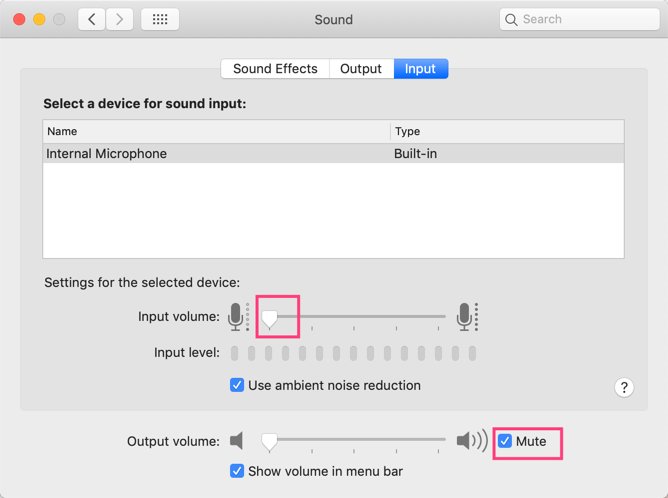 Sound
Search
Sound Effects Output Input
Select a device for sound input:
Name Type
Internal Microphone Built-in
Settings for the selected device:
Input volume:
Input level:
Use ambient noise reduction
?
Output volume: Mute
Show volume in menu bar